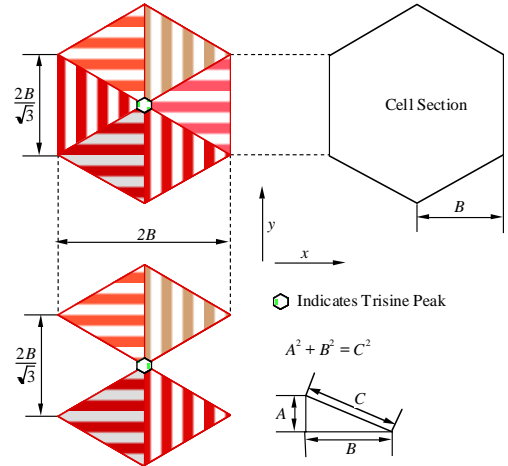 2B
√3
Cell Section
B
y
2B
x
Indicates Trisine Peak
2B
√3
A² + B² = C²
C
A
B